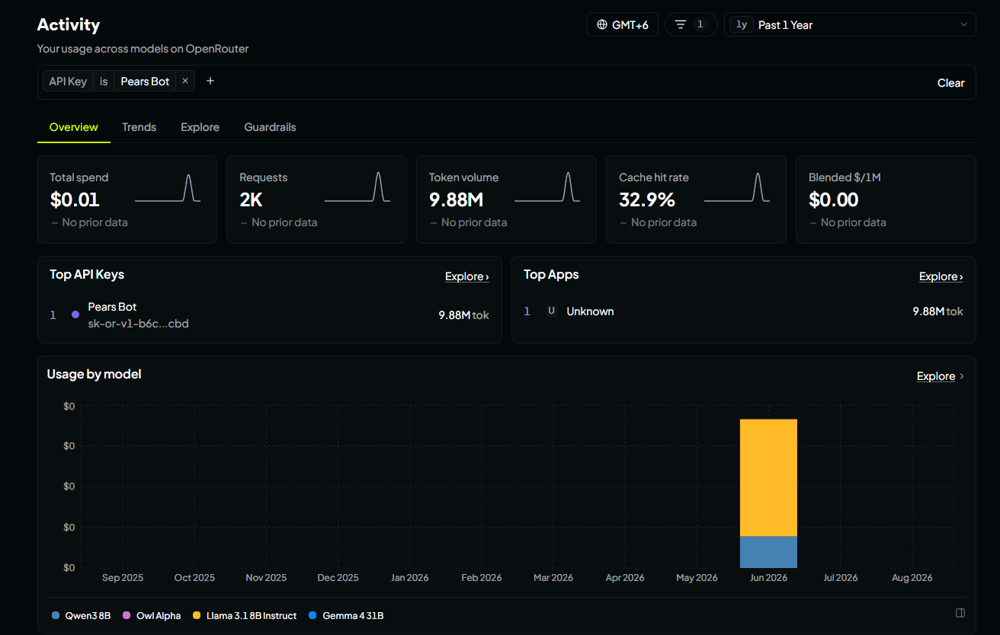 Activity
GMT+6
1
1y Past 1 Year
Your usage across models on OpenRouter
API Key is Pears Bot × +
Clear
Overview Trends Explore Guardrails
Total spend
$0.01
– No prior data
Requests
2K
– No prior data
Token volume
9.88M
– No prior data
Cache hit rate
32.9%
– No prior data
Blended $/1M
$0.00
– No prior data
Top API Keys
Explore ›
1 Pears Bot
sk-or-v1-b6c...cbd
9.88M tok
Top Apps
Explore ›
1 U Unknown
9.88M tok
Usage by model
Explore ›
$0
$0
$0
$0
$0
Sep 2025 Oct 2025 Nov 2025 Dec 2025 Jan 2026 Feb 2026 Mar 2026 Apr 2026 May 2026 Jun 2026 Jul 2026 Aug 2026
Qwen3 8B Owl Alpha Llama 3.1 8B Instruct Gemma 4 31B